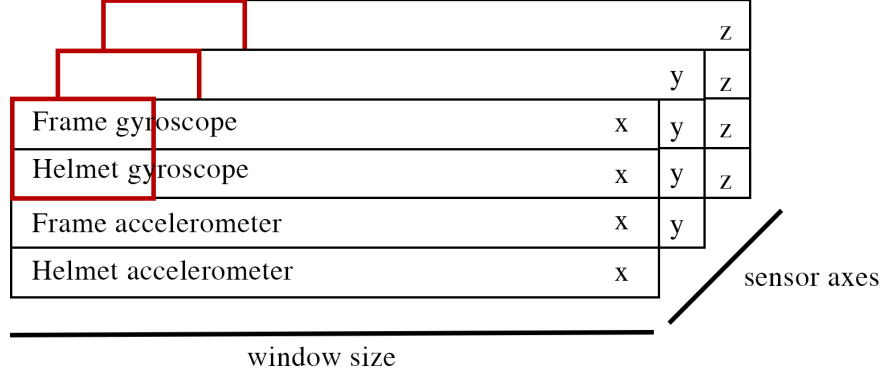 z
y z
Frame gyroscope x y z
Helmet gyroscope x y z
Frame accelerometer x y
Helmet accelerometer x
sensor axes
window size